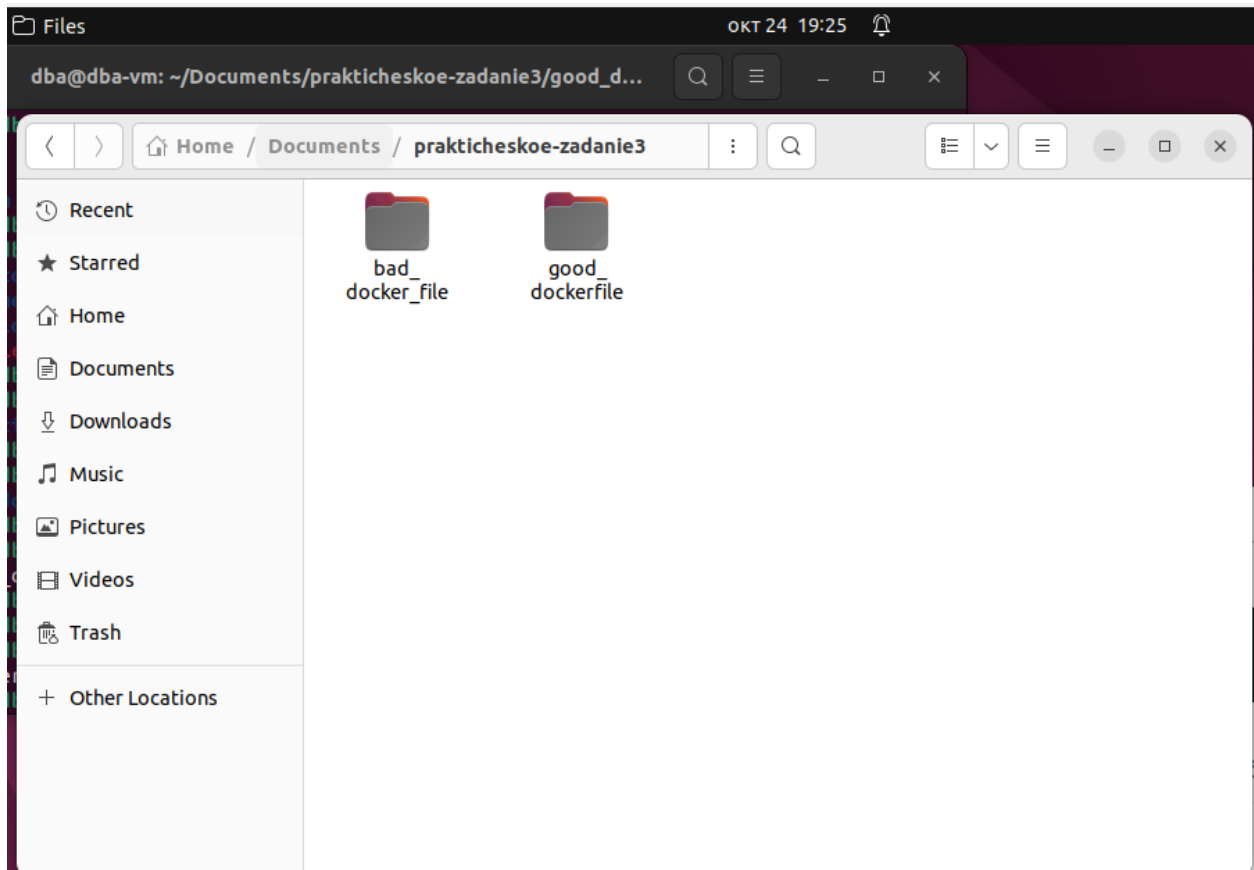 Files
окт 24 19:25
dba@dba-vm: ~/Documents/prakticheskoe-zadanie3/good_d...
Home / Documents / prakticheskoe-zadanie3
Recent
Starred
Home
Documents
Downloads
Music
Pictures
Videos
Trash
+ Other Locations
bad_
docker_file
good_
dockerfile